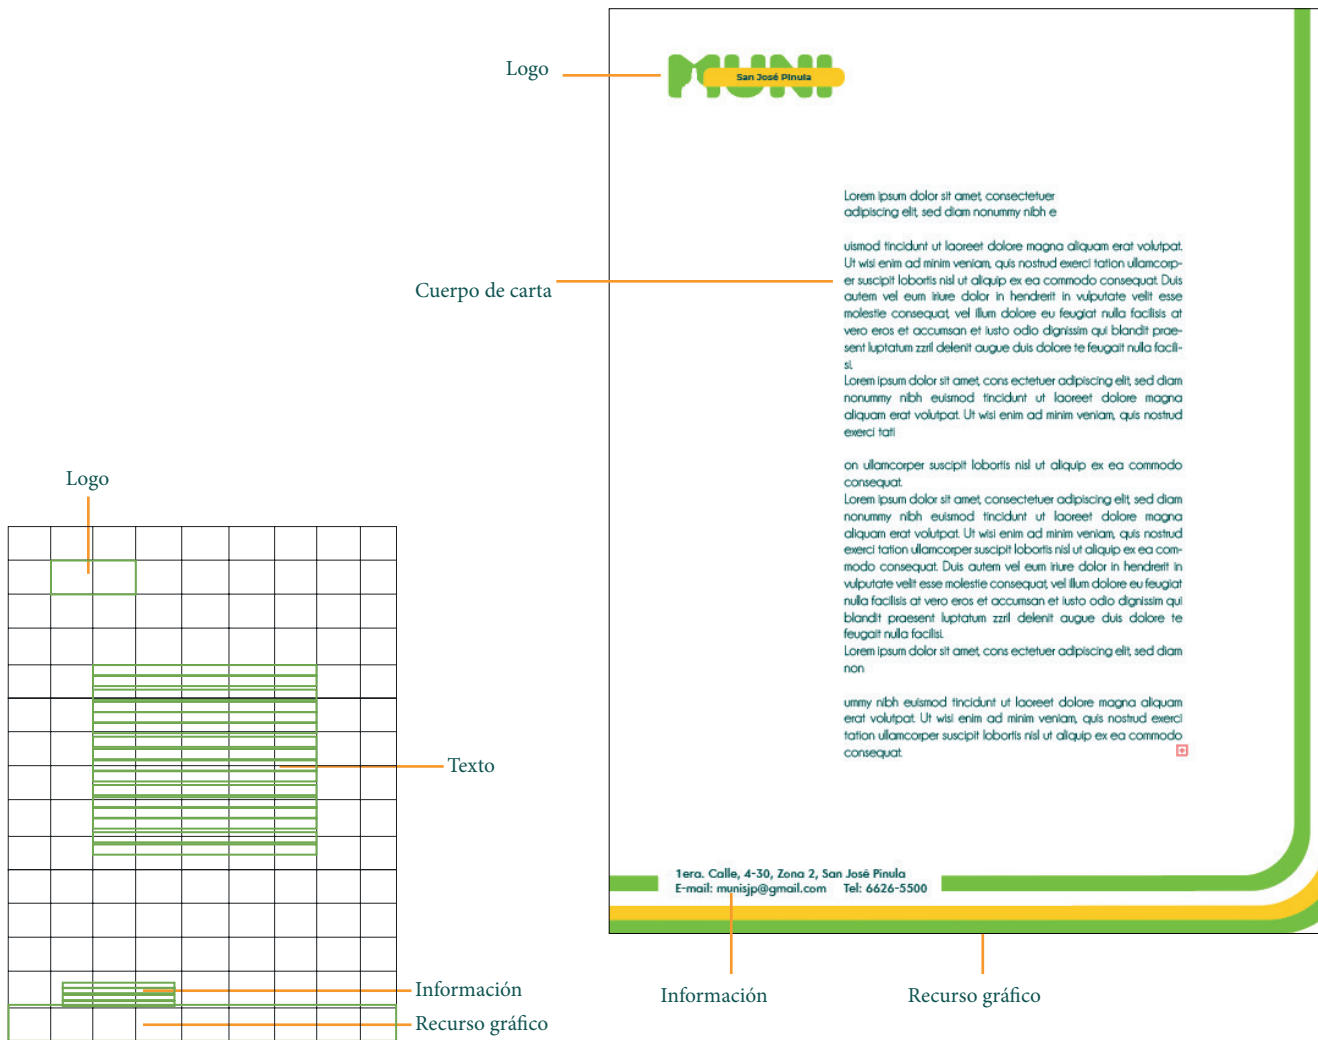 Logo
MUNI
San José Pinula
Lorem ipsum dolor sit amet, consectetuer
adipiscing elit, sed diam nonummy nibh e
Cuerpo de carta
uismod tincidunt ut laoreet dolore magna aliquam erat volutpat.
Ut wisi enim ad minim veniam, quis nostrud exerci tation ullamcorp-
er suscipit lobortis nisl ut aliquip ex ea commodo consequat. Duis
autem vel eum iriure dolor in hendrerit in vulputate velit esse
molestie consequat, vel illum dolore eu feugiat nulla facilisis at
vero eros et accumsan et iusto odio dignissim qui blandit prae-
sent luptatum zzril delenit augue duis dolore te feugait nulla facili-
si.
Lorem ipsum dolor sit amet, cons ectetuer adipiscing elit, sed diam
nonummy nibh euismod tincidunt ut laoreet dolore magna
aliquam erat volutpat. Ut wisi enim ad minim veniam, quis nostrud
exerci tati
on ullamcorper suscipit lobortis nisl ut aliquip ex ea commodo
consequat.
Lorem ipsum dolor sit amet, consectetuer adipiscing elit, sed diam
nonummy nibh euismod tincidunt ut laoreet dolore magna
aliquam erat volutpat. Ut wisi enim ad minim veniam, quis nostrud
exerci tation ullamcorper suscipit lobortis nisl ut aliquip ex ea com-
modo consequat. Duis autem vel eum iriure dolor in hendrerit in
vulputate velit esse molestie consequat, vel illum dolore eu feugiat
nulla facilisis at vero eros et accumsan et iusto odio dignissim qui
blandit praesent luptatum zzril delenit augue duis dolore te
feugait nulla facilisi.
Lorem ipsum dolor sit amet, cons ectetuer adipiscing elit, sed diam
non
ummy nibh euismod tincidunt ut laoreet dolore magna aliquam
erat volutpat. Ut wisi enim ad minim veniam, quis nostrud exerci
tation ullamcorper suscipit lobortis nisl ut aliquip ex ea commodo
consequat.
1era. Calle, 4-30, Zona 2, San José Pinula
E-mail: munisjp@gmail.com Tel: 6626-5500
Información
Recurso gráfico
Logo
Texto
Información
Recurso gráfico